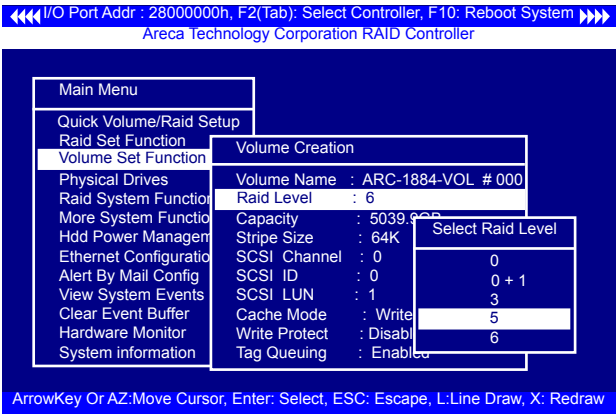 I/O Port Addr : 28000000h, F2(Tab): Select Controller, F10: Reboot System
Areca Technology Corporation RAID Controller
Main Menu
Quick Volume/Raid Setup
Raid Set Function
Volume Set Function
Physical Drives
Raid System Function
More System Functio
Hdd Power Managem
Ethernet Configuratio
Alert By Mail Config
View System Events
Clear Event Buffer
Hardware Monitor
System information
Volume Creation
Volume Name : ARC-1884-VOL # 000
Raid Level : 6
Capacity : 5039.9GB
Stripe Size : 64K
SCSI Channel : 0
SCSI ID : 0
SCSI LUN : 1
Cache Mode : Write
Write Protect : Disabl
Tag Queuing : Enabled
Select Raid Level
0
0 + 1
3
5
6
ArrowKey Or AZ:Move Cursor, Enter: Select, ESC: Escape, L:Line Draw, X: Redraw